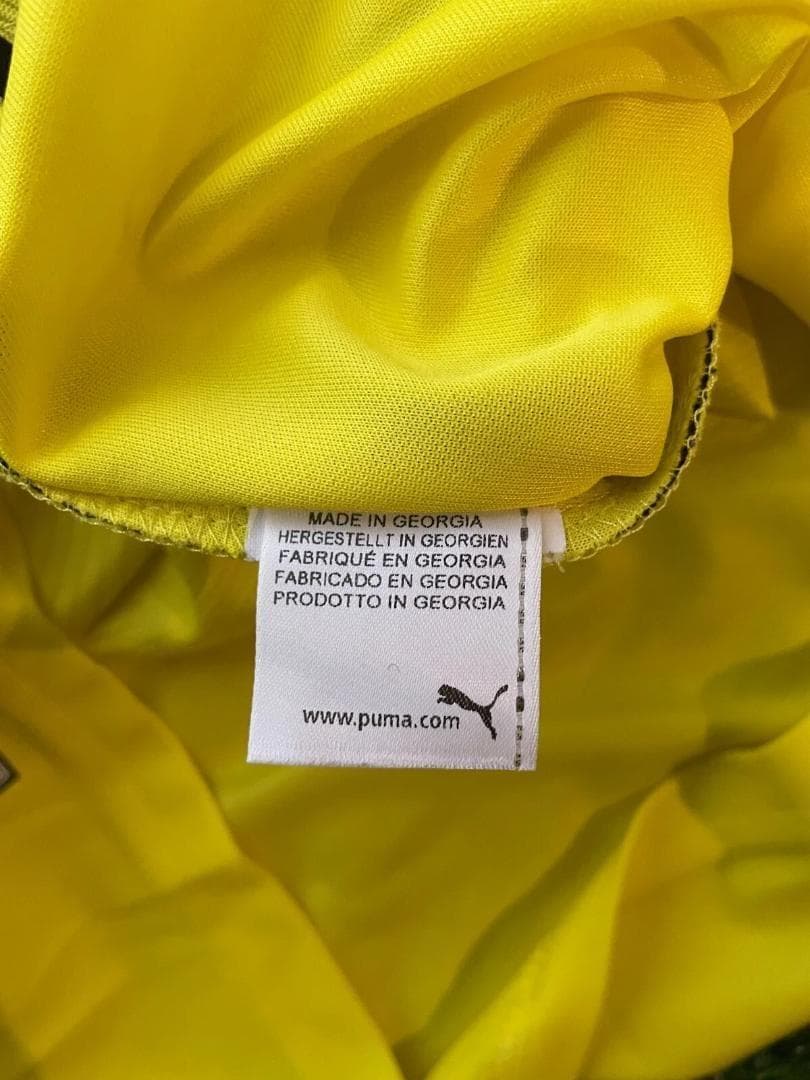 MADE IN GEORGIA
HERGESTELLT IN GEORGIEN
FABRIQUÉ EN GEORGIA
FABRICADO EN GEORGIA
PRODOTTO IN GEORGIA
www.puma.com